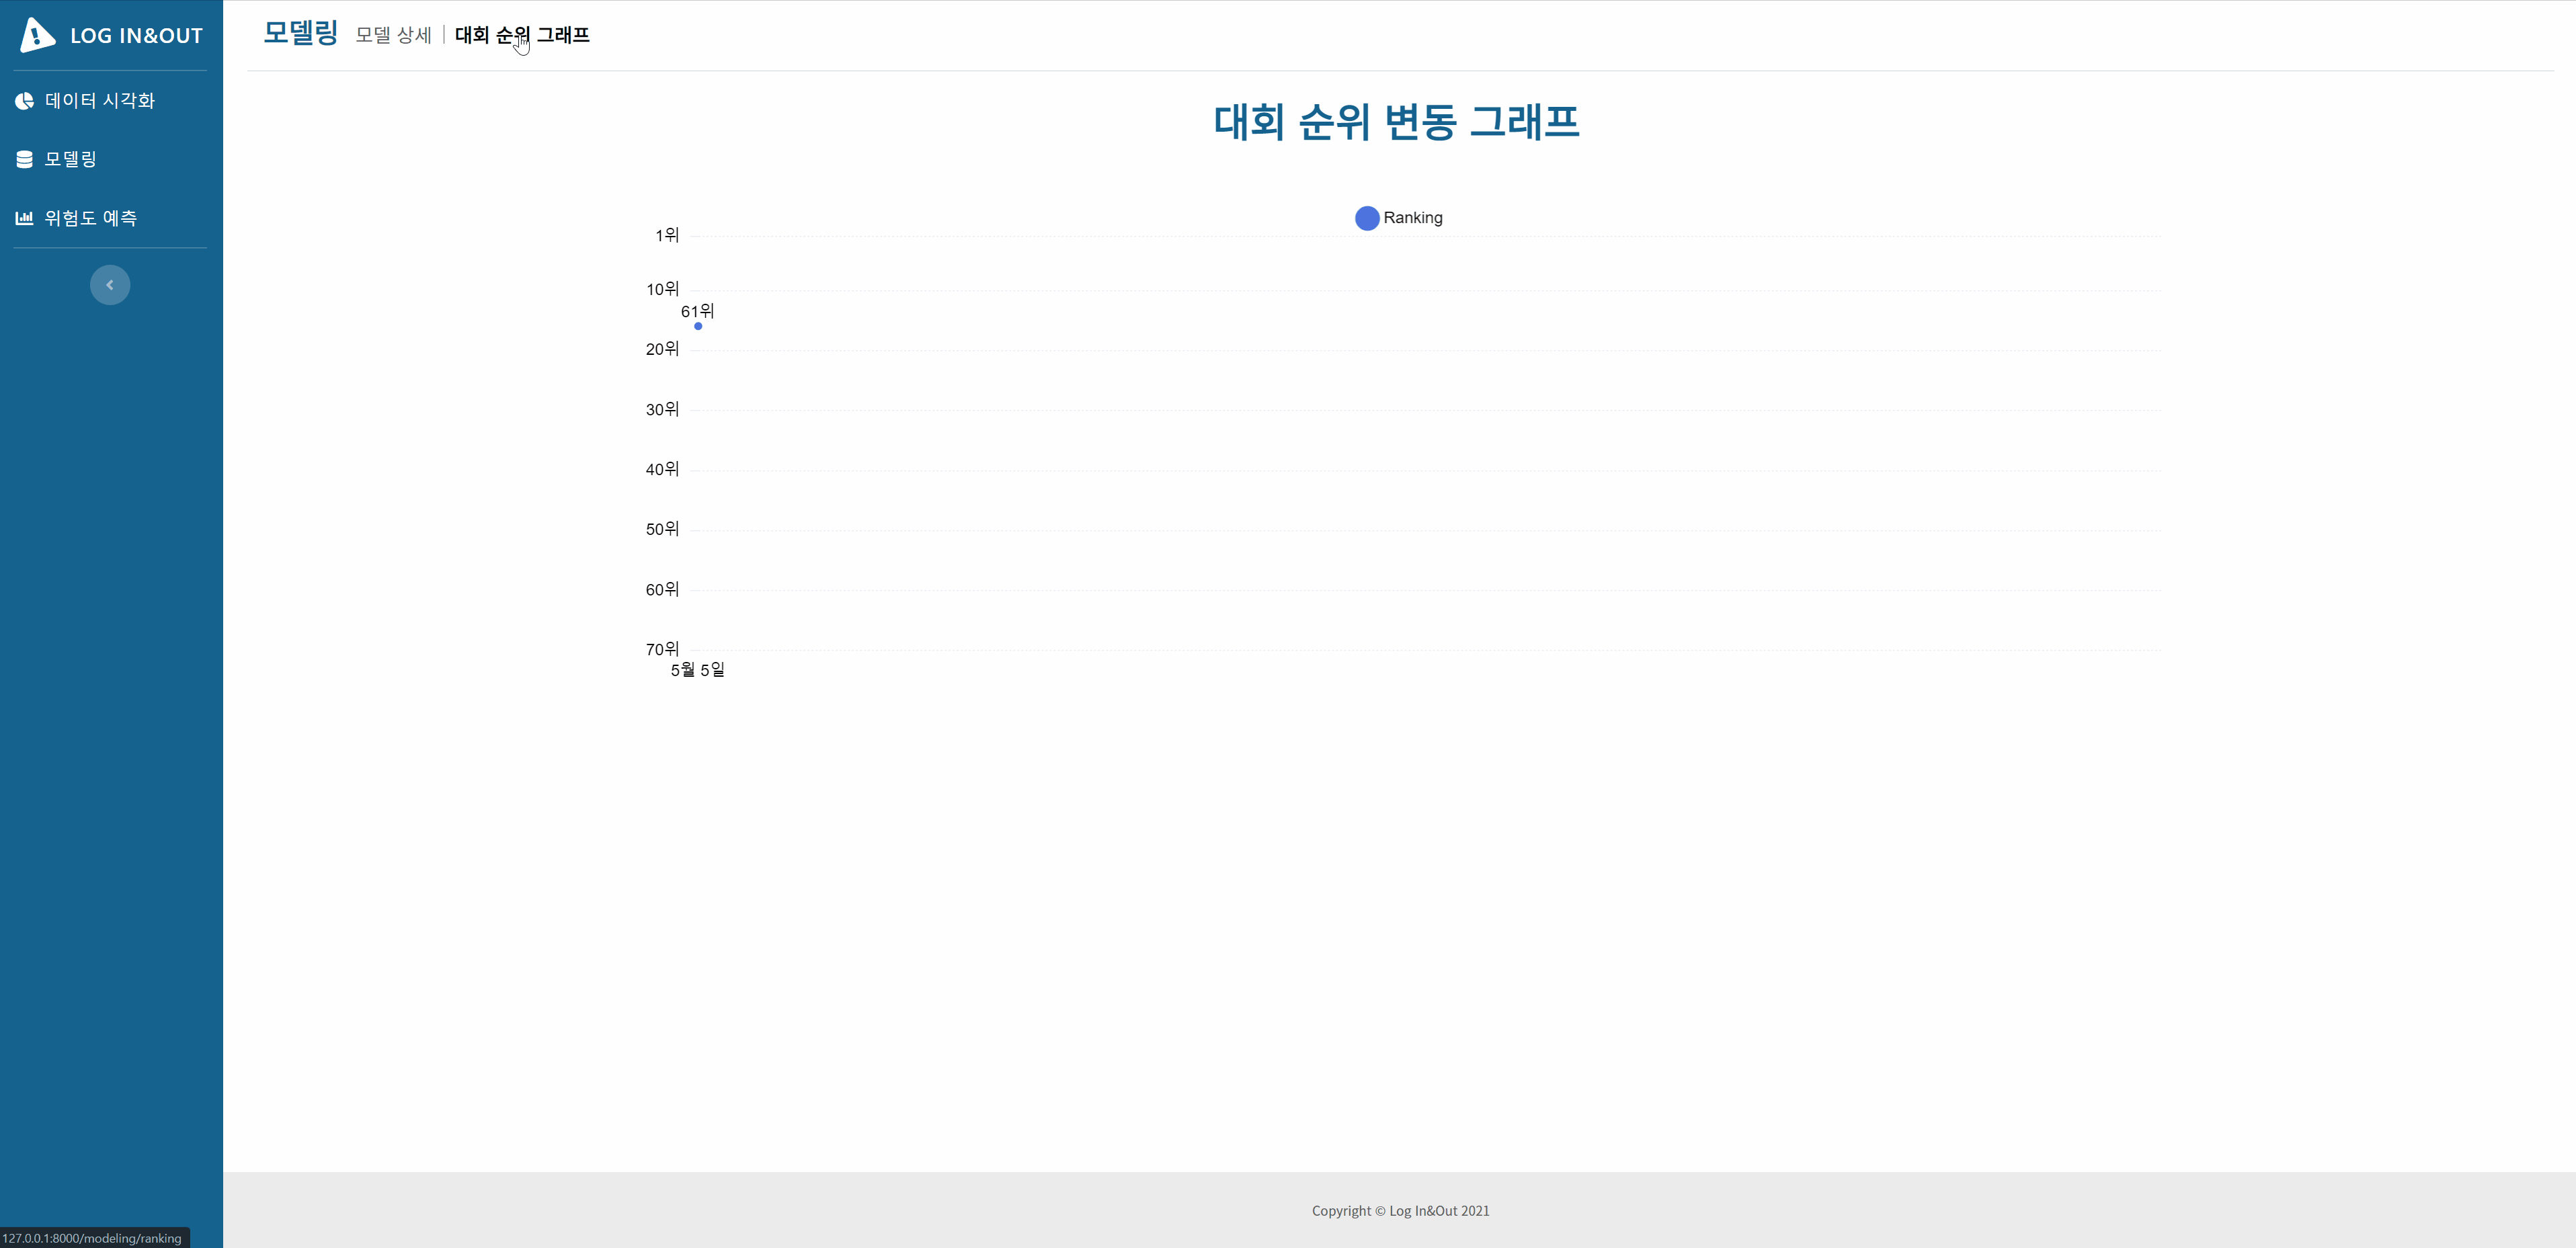 LOG IN&OUT
데이터 시각화
모델링
위험도 예측
모델링 모델 상세 | 대회 순위 그래프
대회 순위 변동 그래프
Ranking
1위
10위
61위
20위
30위
40위
50위
60위
70위
5월 5일
Copyright © Log In&Out 2021
127.0.0.1:8000/modeling/ranking